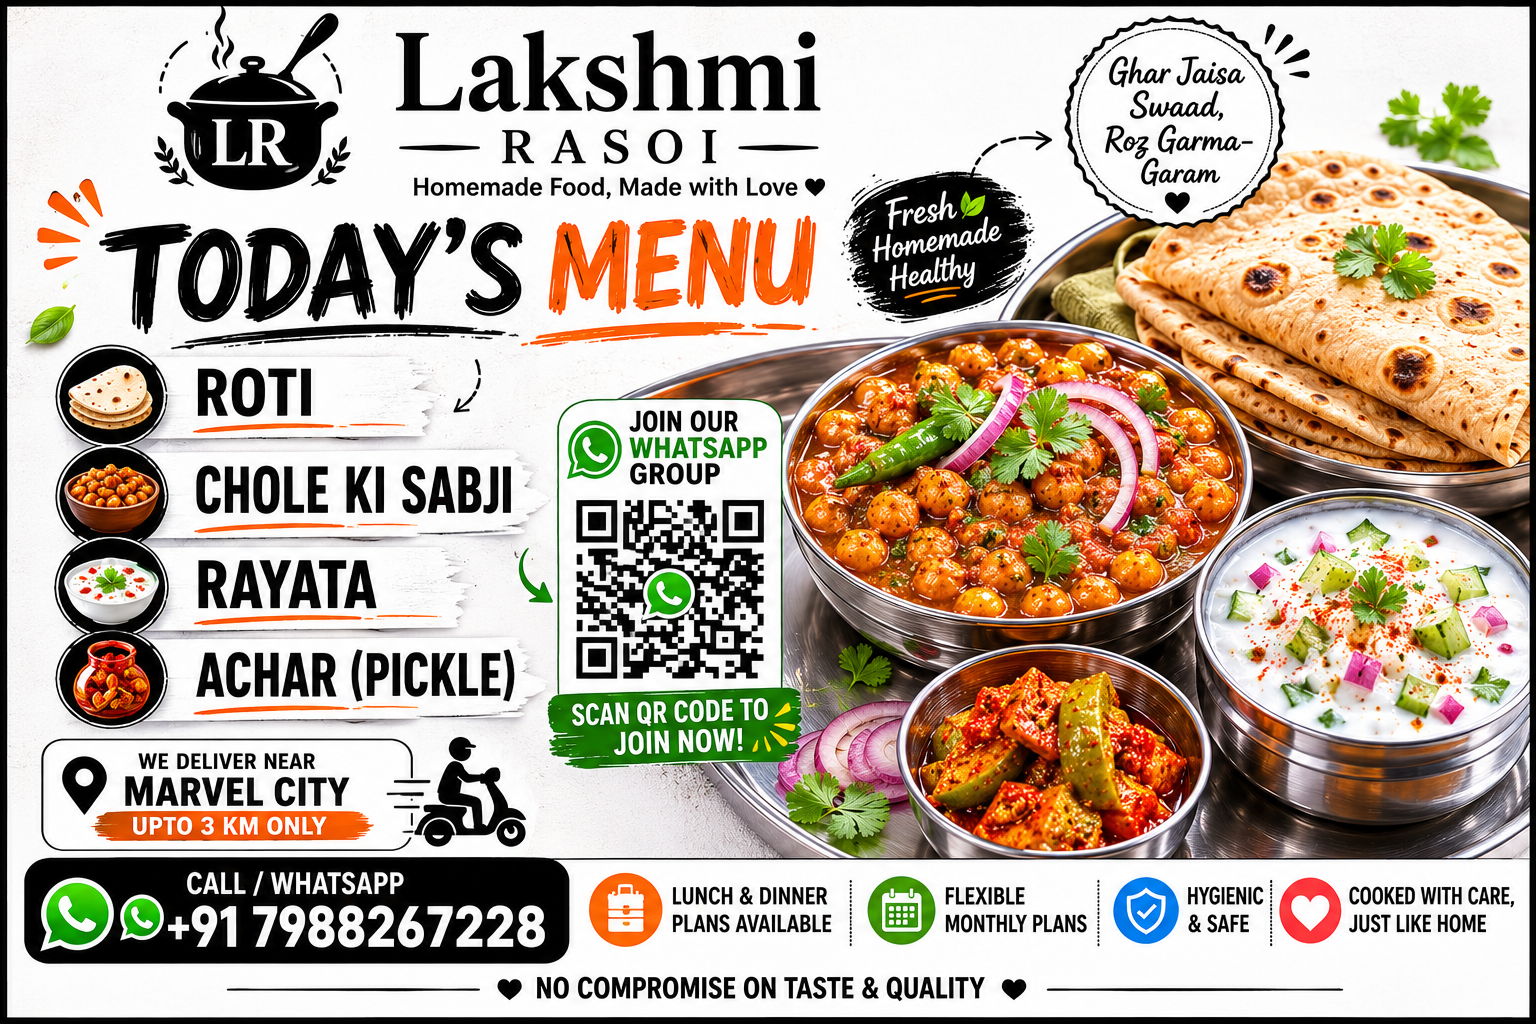 LR
Lakshmi
RASOI
Homemade Food, Made with Love
Ghar Jaisa
Swaad,
Roz Garma-
Garam
Fresh
Homemade
Healthy
TODAY'S MENU
ROTI
CHOLE KI SABJI
RAYATA
ACHAR (PICKLE)
JOIN OUR
WHATSAPP
GROUP
SCAN QR CODE TO
JOIN NOW!
WE DELIVER NEAR
MARVEL CITY
UPTO 3 KM ONLY
CALL / WHATSAPP
+91 7988267228
LUNCH & DINNER
PLANS AVAILABLE
FLEXIBLE
MONTHLY PLANS
HYGIENIC
& SAFE
COOKED WITH CARE,
JUST LIKE HOME
NO COMPROMISE ON TASTE & QUALITY